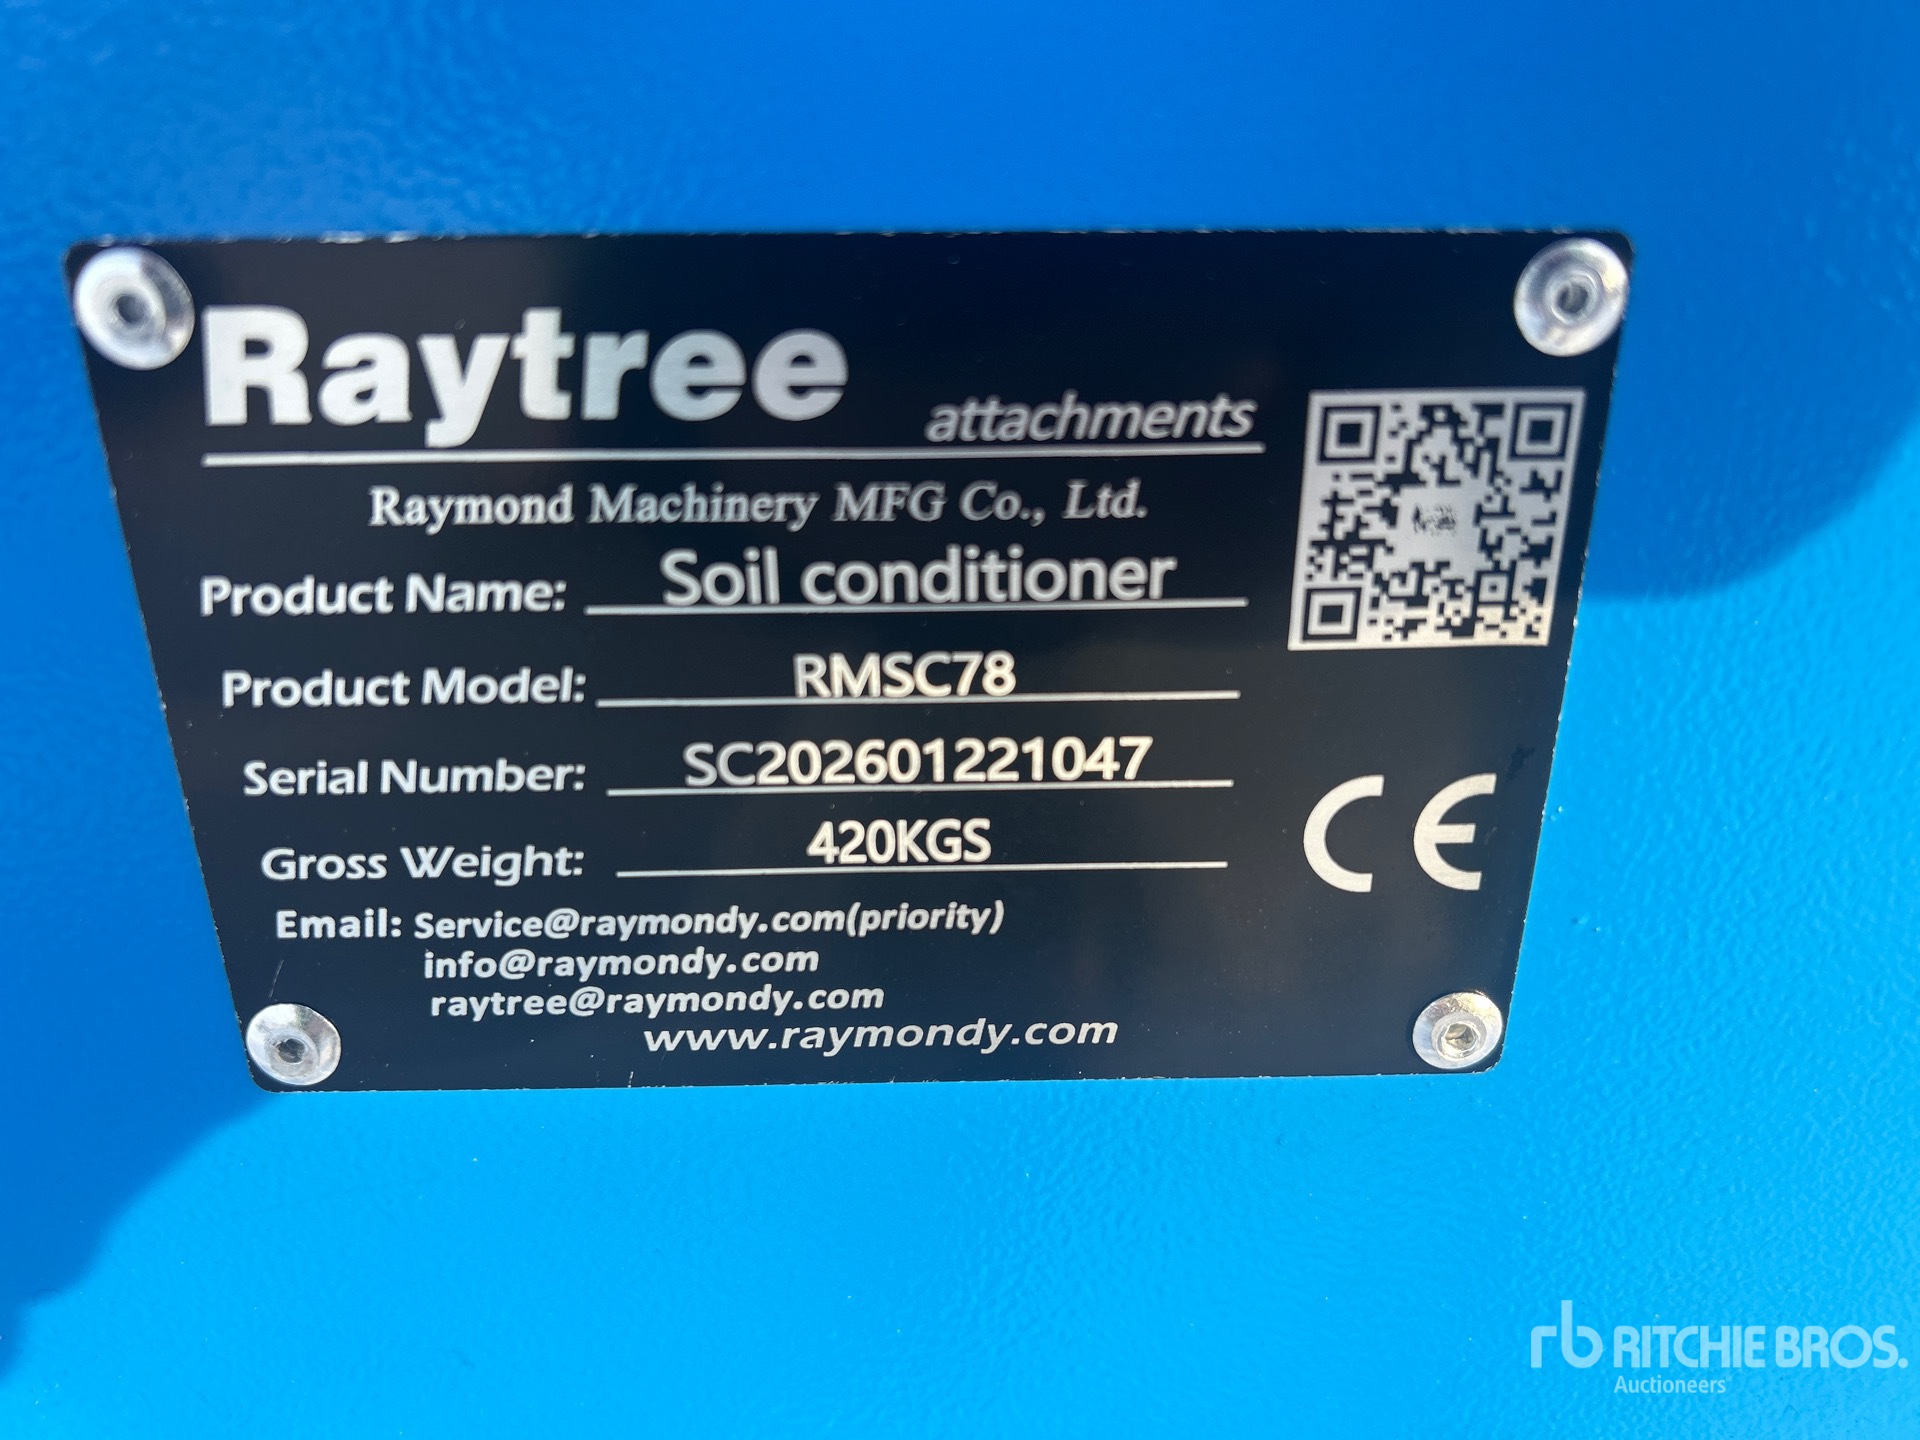 Raytree attachments
Raymond Machinery MFG Co., Ltd.
Product Name: Soil conditioner
Product Model: RMSC78
Serial Number: SC202601221047
Gross Weight: 420KGS
CE
Email: Service@raymondy.com(priority)
info@raymondy.com
raytree@raymondy.com
www.raymondy.com
rb RITCHIE BROS.
Auctioneers